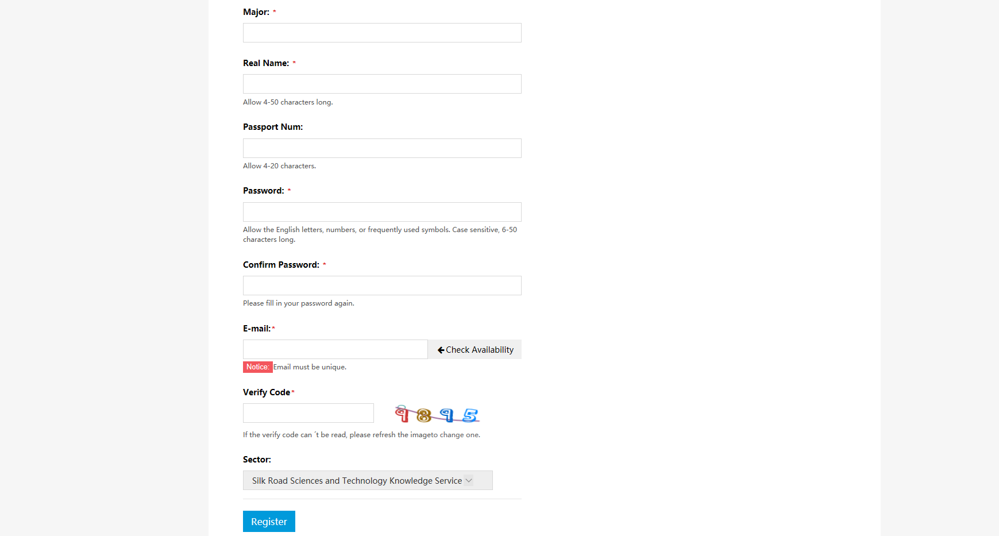 Major: *
Real Name: *
Allow 4-50 characters long.
Passport Num:
Allow 4-20 characters.
Password: *
Allow the English letters, numbers, or frequently used symbols. Case sensitive, 6-50
characters long.
Confirm Password: *
Please fill in your password again.
E-mail:*
Check Availability
Notice: Email must be unique.
Verify Code*
9895
If the verify code can ´t be read, please refresh the imageto change one.
Sector:
Silk Road Sciences and Technology Knowledge Service
Register